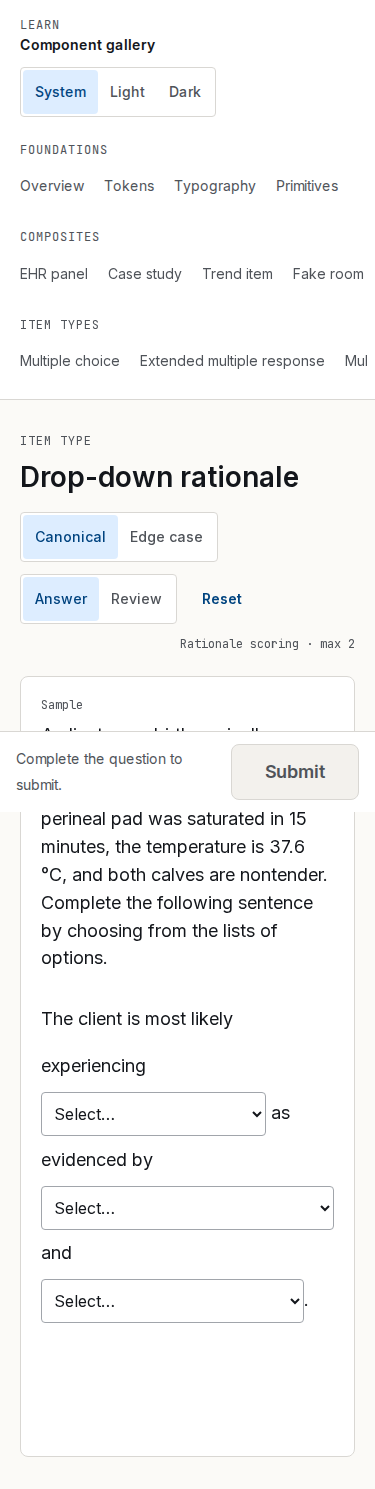 LEARN
Component gallery
System Light Dark
FOUNDATIONS
Overview Tokens Typography Primitives
COMPOSITES
EHR panel Case study Trend item Fake room
ITEM TYPES
Multiple choice Extended multiple response Mul
ITEM TYPE
Drop-down rationale
Canonical Edge case
Answer Review Reset
Rationale scoring · max 2
Sample
Complete the question to
submit.
Submit
perineal pad was saturated in 15
minutes, the temperature is 37.6
°C, and both calves are nontender.
Complete the following sentence
by choosing from the lists of
options.
The client is most likely
experiencing
Select... as
evidenced by
Select...
and
Select... .